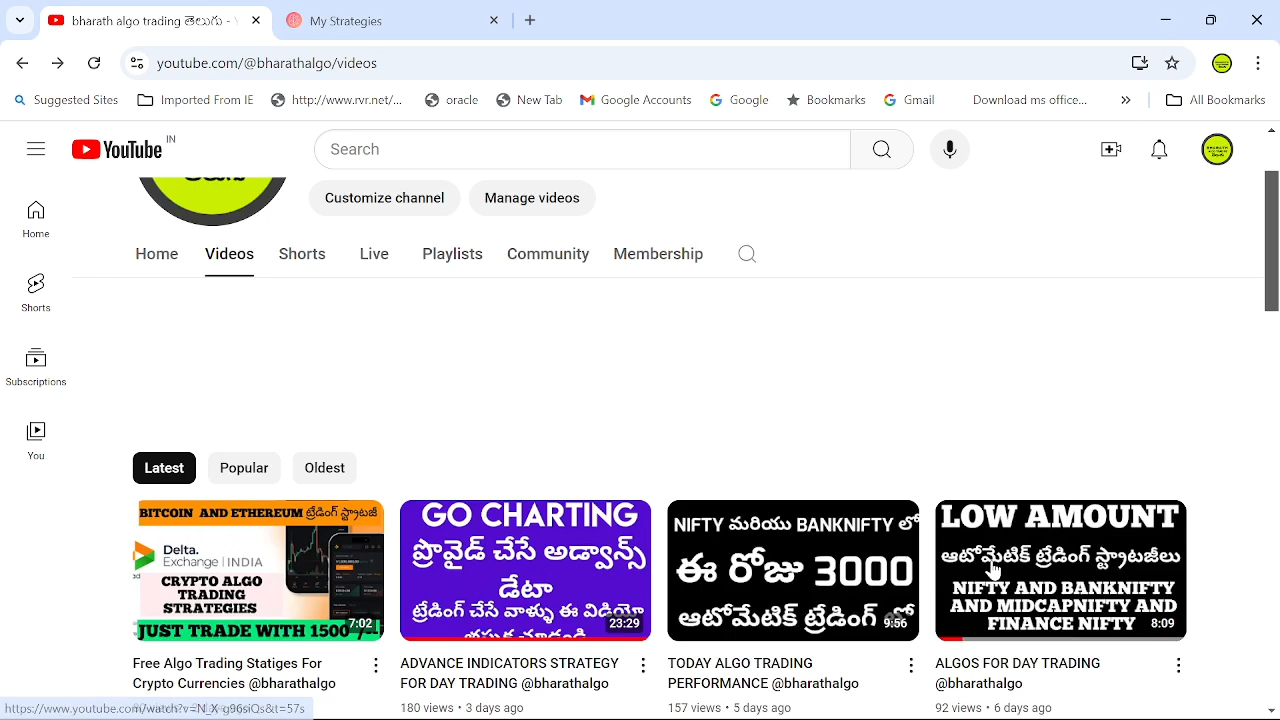 bharath algo trading తెలుగు -
My Strategies
youtube.com/@bharathalgo/videos
Suggested Sites
Imported From IE
http://www.rvr.net/...
oracle
New Tab
Google Accounts
Google
Bookmarks
Gmail
Download ms office...
»
All Bookmarks
YouTube IN
Search
Customize channel
Manage videos
Home
Videos
Shorts
Live
Playlists
Community
Membership
Home
Shorts
Subscriptions
You
Latest
Popular
Oldest
BITCOIN AND ETHEREUM ట్రేడింగ్ స్ట్రాటజీ
Delta.
Exchange | INDIA
CRYPTO ALGO
TRADING
STRATEGIES
JUST TRADE WITH 1500 /-
7:02
GO CHARTING
ప్రొవైడ్ చేసే అడ్వాన్స్
డేటా
ట్రేడింగ్ చేసే వాళ్ళు ఈ వీడియో
23:29
NIFTY మరియు BANKNIFTY లో
ఈ రోజు 3000
ఆటోమేటిక్ ట్రేడింగ్ లో
9:56
LOW AMOUNT
ఆటోమేటిక్ ట్రేడింగ్ స్ట్రాటజీలు
NIFTY AND BANKNIFTY
AND MIDCAPNIFTY AND
FINANCE NIFTY
8:09
Free Algo Trading Statiges For
Crypto Currencies @bharathalgo
ADVANCE INDICATORS STRATEGY
FOR DAY TRADING @bharathalgo
180 views • 3 days ago
TODAY ALGO TRADING
PERFORMANCE @bharathalgo
157 views • 5 days ago
ALGOS FOR DAY TRADING
@bharathalgo
92 views • 6 days ago